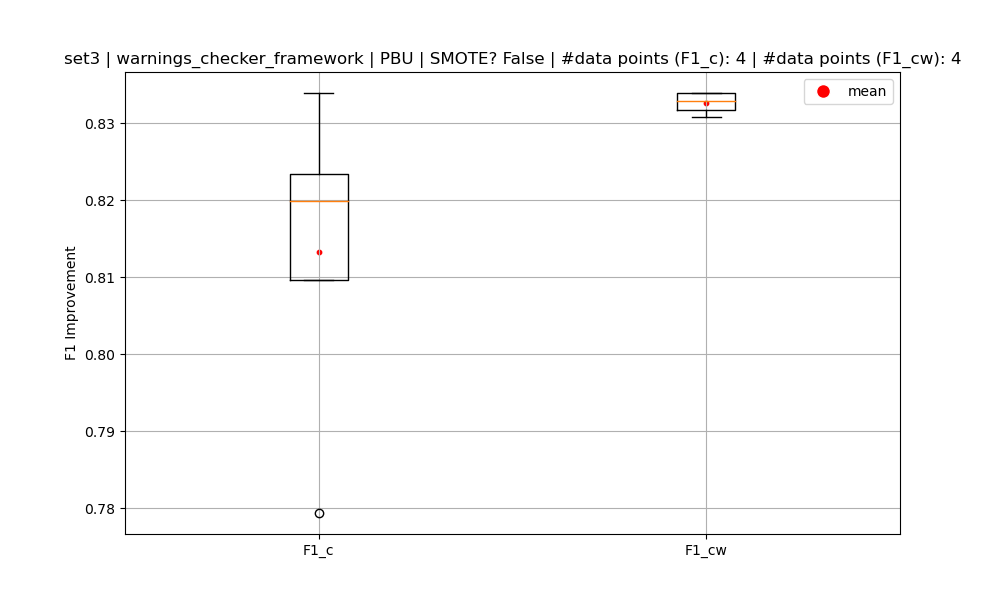 set3 | warnings_checker_framework | PBU | SMOTE? False | #data points (F1_c): 4 | #data points (F1_cw): 4
mean
0.83
0.82
0.81
0.80
0.79
0.78
F1 Improvement
F1_c
F1_cw